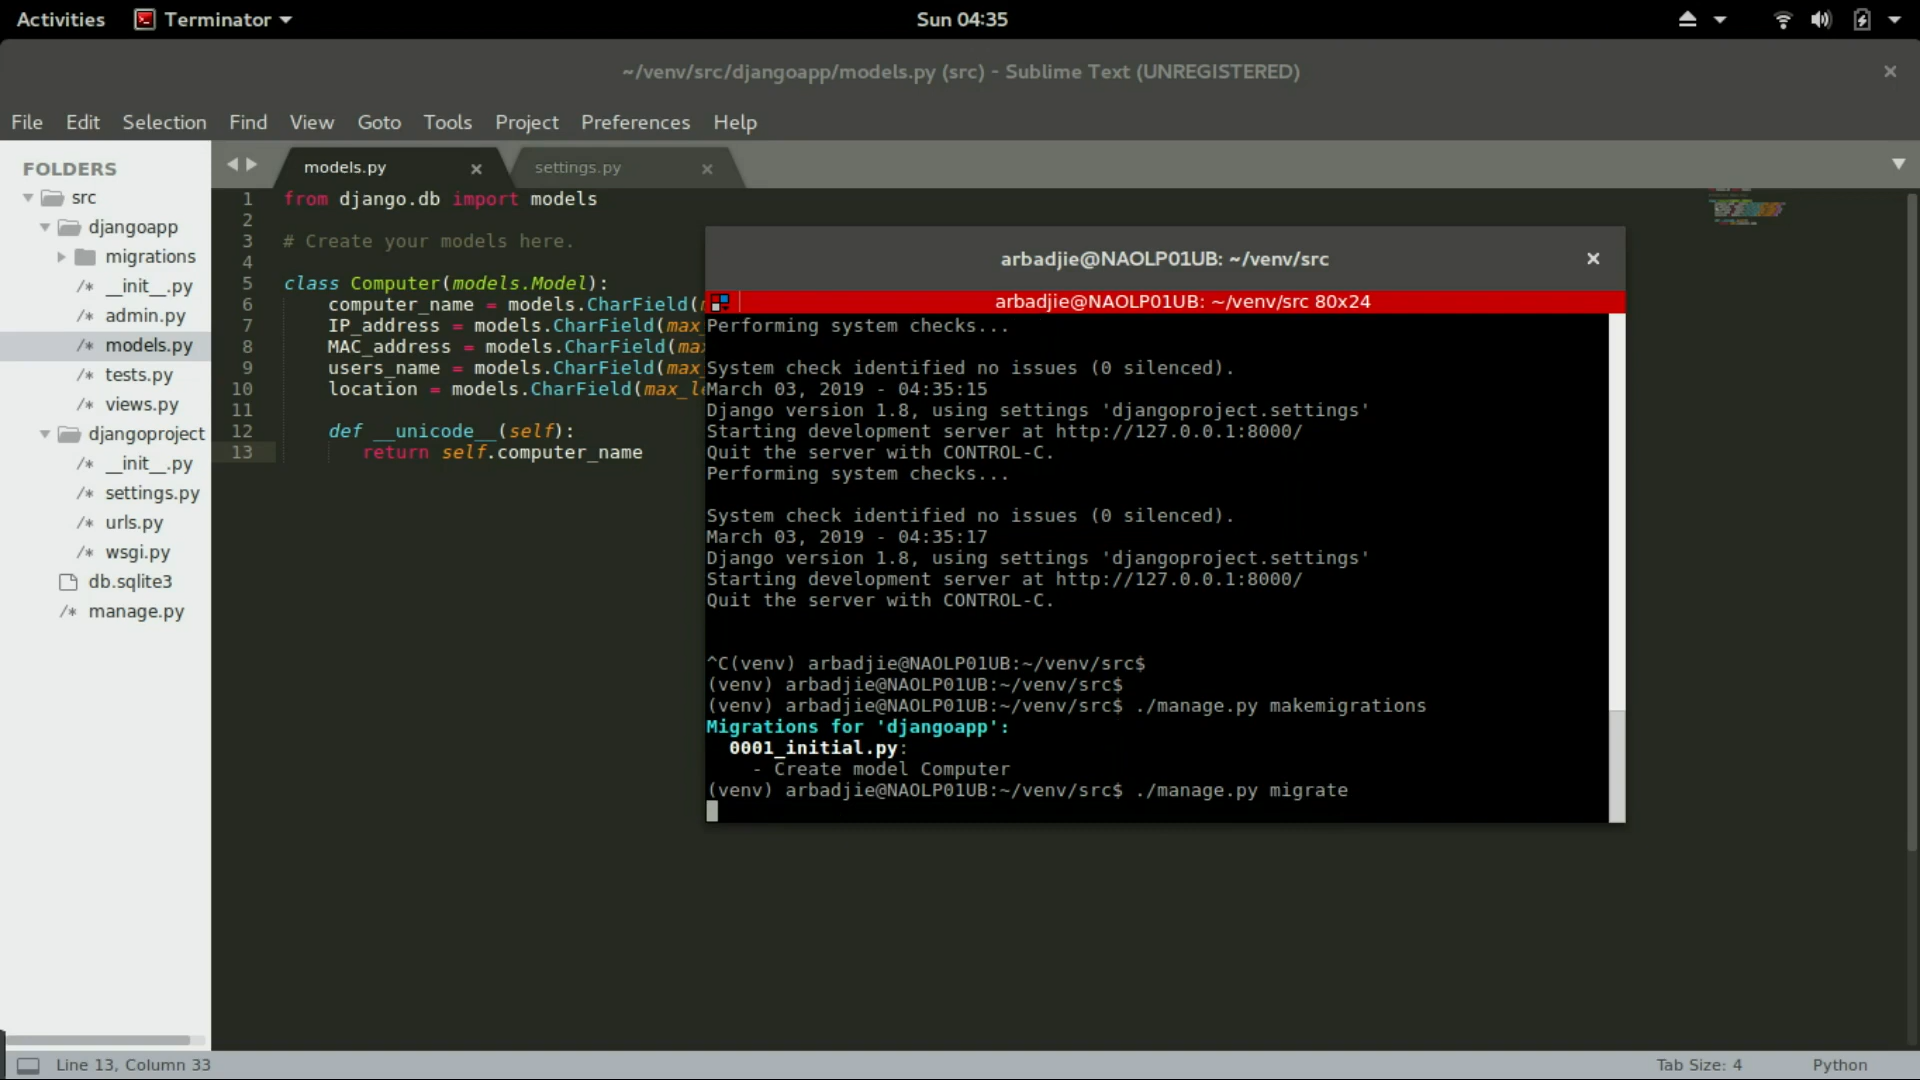 Activities Terminator Sun 04:35
~/venv/src/djangoapp/models.py (src) - Sublime Text (UNREGISTERED)
File Edit Selection Find View Goto Tools Project Preferences Help
FOLDERS
src
djangoapp
migrations
/* __init__.py
/* admin.py
/* models.py
/* tests.py
/* views.py
djangoproject
/* __init__.py
/* settings.py
/* urls.py
/* wsgi.py
db.sqlite3
/* manage.py
models.py settings.py
1 from django.db import models
2
3 # Create your models here.
4
5 class Computer(models.Model):
6 computer_name = models.CharField(
7 IP_address = models.CharField(max_
8 MAC_address = models.CharField(
9 users_name = models.CharField(max_
10 location = models.CharField(
11
12 def __unicode__(self):
13 return self.computer_name
arbadjie@NAOLP01UB: ~/venv/src
arbadjie@NAOLP01UB: ~/venv/src 80x24
Performing system checks...
System check identified no issues (0 silenced).
March 03, 2019 - 04:35:15
Django version 1.8, using settings 'djangoproject.settings'
Starting development server at http://127.0.0.1:8000/
Quit the server with CONTROL-C.
Performing system checks...
System check identified no issues (0 silenced).
March 03, 2019 - 04:35:17
Django version 1.8, using settings 'djangoproject.settings'
Starting development server at http://127.0.0.1:8000/
Quit the server with CONTROL-C.
^C(venv) arbadjie@NAOLP01UB:~/venv/src$
(venv) arbadjie@NAOLP01UB:~/venv/src$
(venv) arbadjie@NAOLP01UB:~/venv/src$ ./manage.py makemigrations
Migrations for 'djangoapp':
0001_initial.py:
- Create model Computer
(venv) arbadjie@NAOLP01UB:~/venv/src$ ./manage.py migrate
Line 13, Column 33 Tab Size: 4 Python